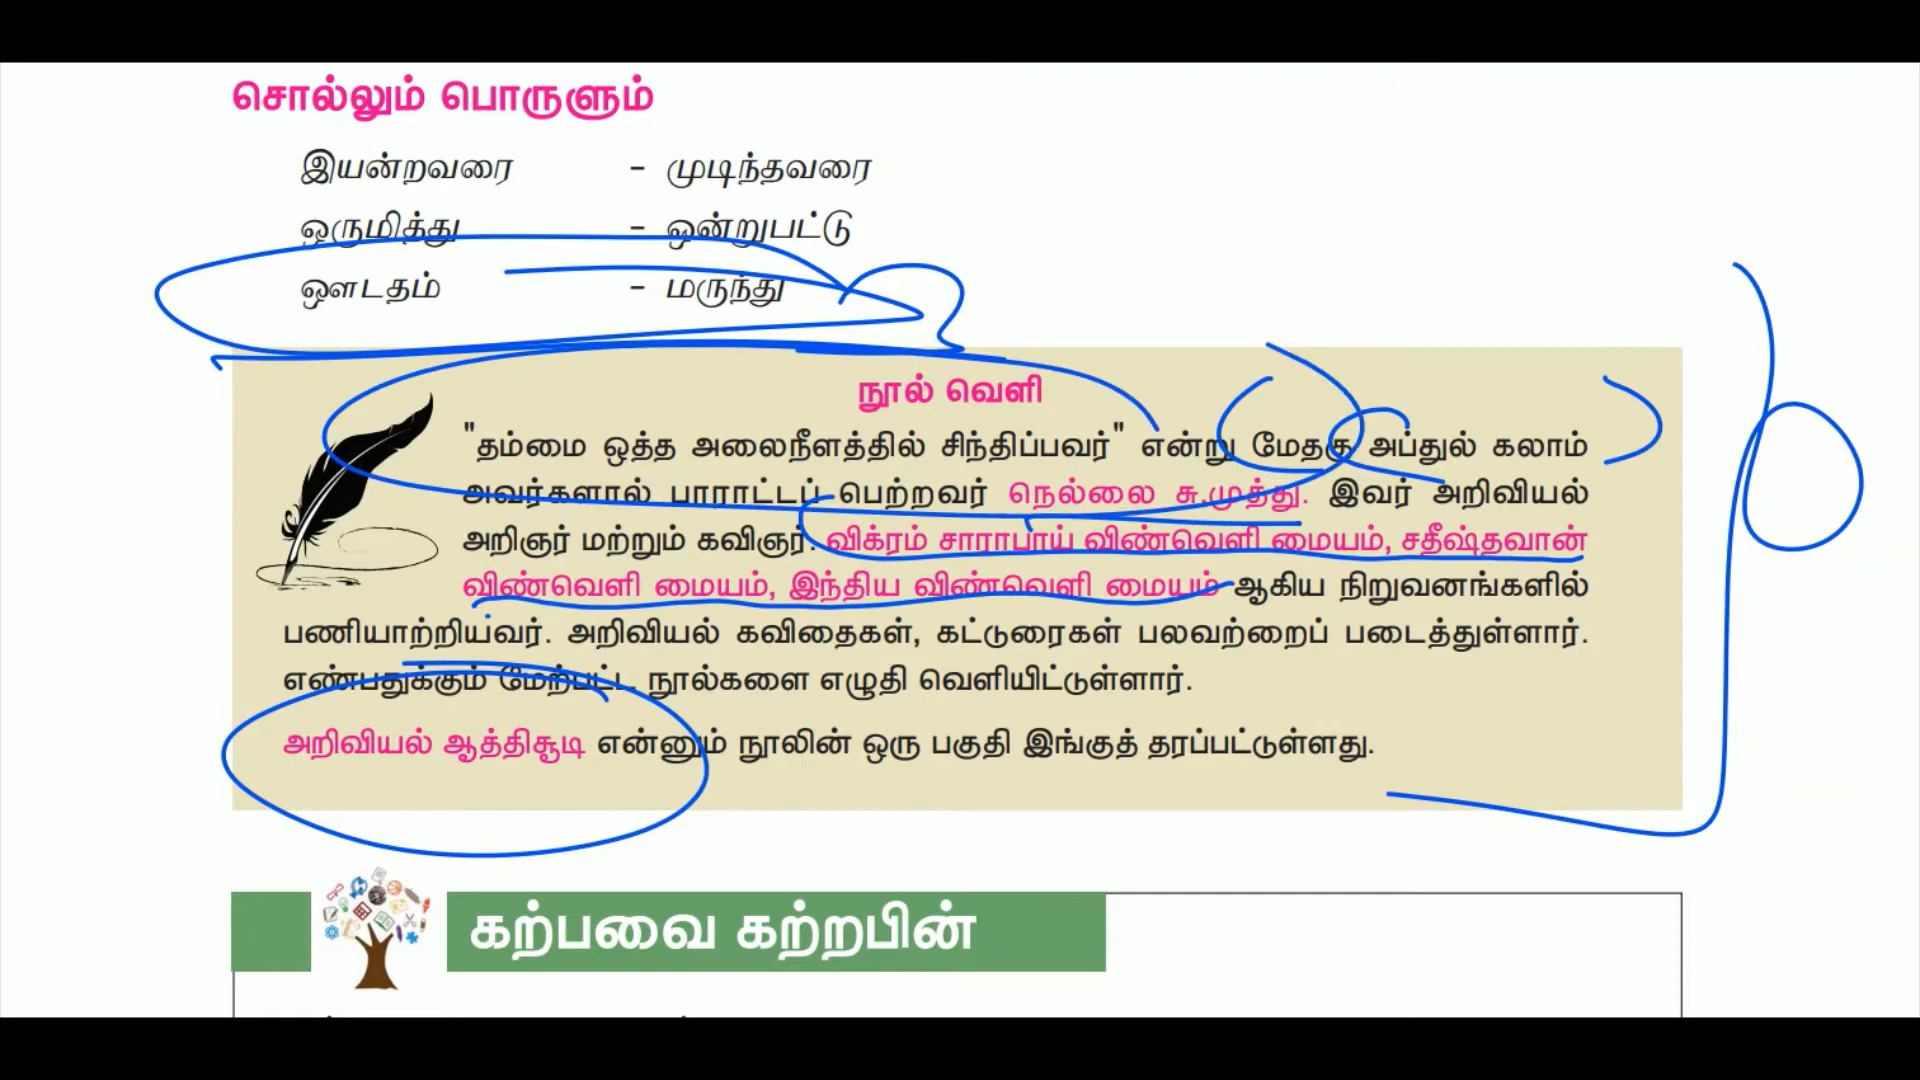 சொல்லும் பொருளும்
இயன்றவரை - முடிந்தவரை
ஒருமித்து - ஒன்றுபட்டு
ஔடதம் - மருந்து
நூல் வெளி
"தம்மை ஒத்த அலைநீளத்தில் சிந்திப்பவர்" என்று மேதகு அப்துல் கலாம்
அவர்களால் பாராட்டப் பெற்றவர் நெல்லை சு.முத்து. இவர் அறிவியல்
அறிஞர் மற்றும் கவிஞர். விக்ரம் சாராபாய் விண்வெளி மையம், சதீஷ்தவான்
விண்வெளி மையம், இந்திய விண்வெளி மையம் ஆகிய நிறுவனங்களில்
பணியாற்றியவர். அறிவியல் கவிதைகள், கட்டுரைகள் பலவற்றைப் படைத்துள்ளார்.
எண்பதுக்கும் மேற்பட்ட நூல்களை எழுதி வெளியிட்டுள்ளார்.
அறிவியல் ஆத்திசூடி என்னும் நூலின் ஒரு பகுதி இங்குத் தரப்பட்டுள்ளது.
கற்பவை கற்றபின்